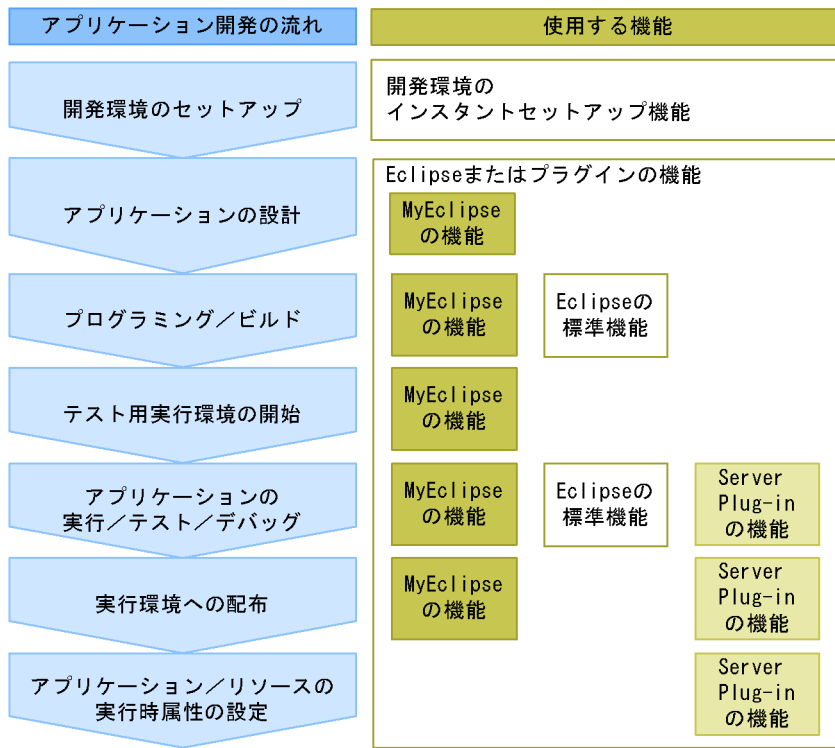 アプリケーション開発の流れ
使用する機能
開発環境のセットアップ
開発環境の
インスタントセットアップ機能
Eclipseまたはプラグインの機能
アプリケーションの設計
MyEclipse
の機能
プログラミング／ビルド
MyEclipse
の機能
Eclipseの
標準機能
テスト用実行環境の開始
MyEclipse
の機能
アプリケーションの
実行／テスト／デバッグ
MyEclipse
の機能
Eclipseの
標準機能
Server
Plug-in
の機能
実行環境への配布
MyEclipse
の機能
Server
Plug-in
の機能
アプリケーション／リソースの
実行時属性の設定
Server
Plug-in
の機能